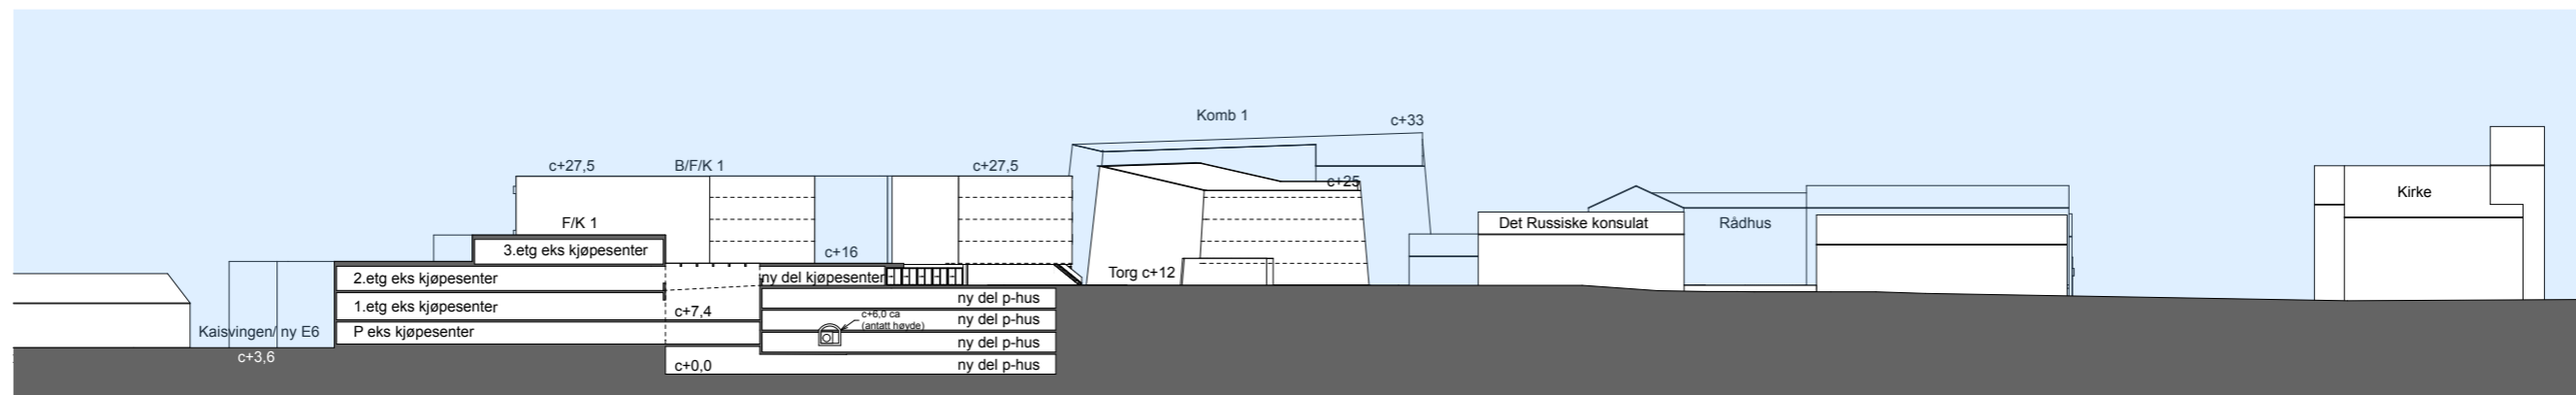 Komb 1
c+33
c+27,5
B/F/K 1
c+27,5
c+25
Kirke
F/K 1
Det Russiske konsulat
Rådhus
3.etg eks kjøpesenter
c+16
Torg c+12
2.etg eks kjøpesenter
ny del kjøpesenter
1.etg eks kjøpesenter
c+7,4
ny del p-hus
c+6,0 ca
(antatt høyde)
ny del p-hus
Kaisvingen/ ny E6
P eks kjøpesenter
ny del p-hus
c+3,6
c+0,0
ny del p-hus